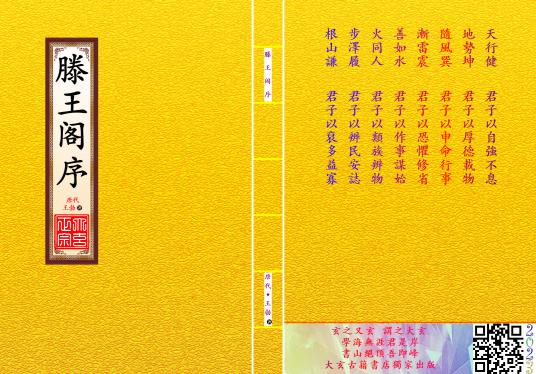 滕王阁序
唐代
王勃 著
滕王阁序
唐代·王勃 著
天行健 君子以自強不息
地勢坤 君子以厚德載物
隨風巽 君子以申命行事
漸雷震 君子以恐懼修省
善如水 君子以作事謀始
火同人 君子以類族辨物
步澤履 君子以辨民安誌
根山謙 君子以裒多益寡
玄之又玄 謂之大玄
學海無涯君是岸
書山絕頂吾即峰
大玄古籍書店獨家出版
2023